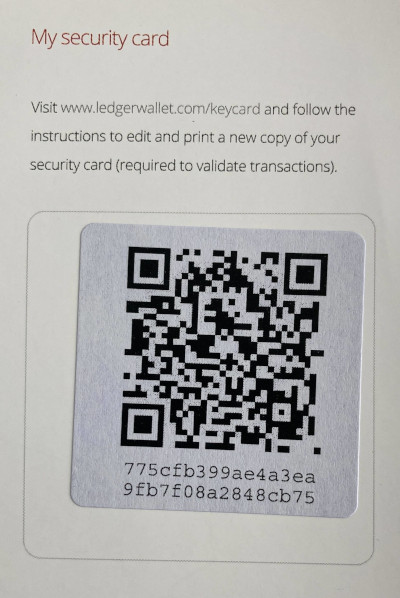 My security card
Visit www.ledgerwallet.com/keycard and follow the
instructions to edit and print a new copy of your
security card (required to validate transactions).
775cfb399ae4a3ea
9fb7f08a2848cb75